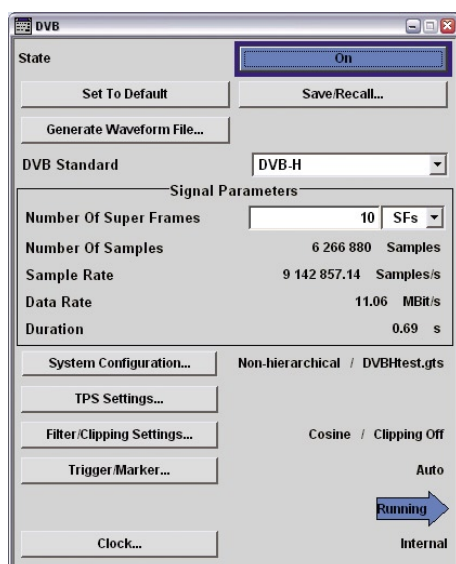 DVB
State On
Set To Default Save/Recall...
Generate Waveform File...
DVB Standard DVB-H
Signal Parameters
Number Of Super Frames 10 SFs
Number Of Samples 6 266 880 Samples
Sample Rate 9 142 857.14 Samples/s
Data Rate 11.06 MBit/s
Duration 0.69 s
System Configuration... Non-hierarchical / DVBHtest.gts
TPS Settings...
Filter/Clipping Settings... Cosine / Clipping Off
Trigger/Marker... Auto
Running
Clock... Internal